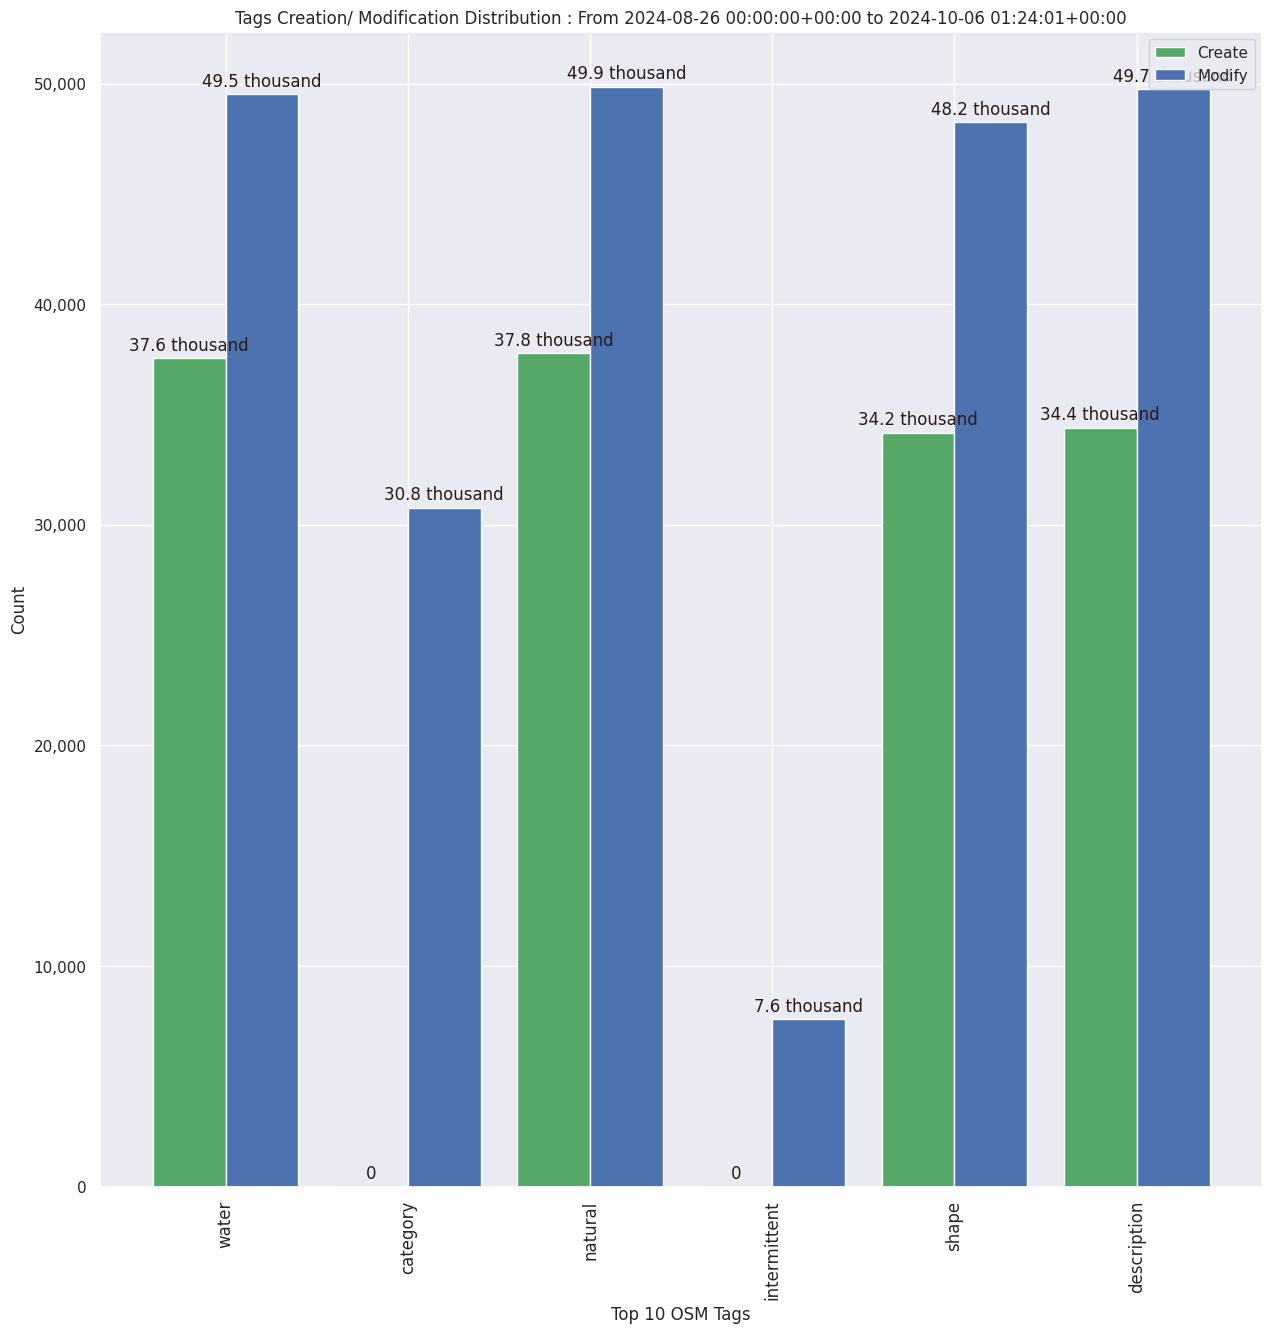 Tags Creation/ Modification Distribution : From 2024-08-26 00:00:00+00:00 to 2024-10-06 01:24:01+00:00
Create
Modify
50,000
40,000
30,000
20,000
10,000
0
Count
37.6 thousand
49.5 thousand
0
30.8 thousand
37.8 thousand
49.9 thousand
0
7.6 thousand
34.2 thousand
48.2 thousand
34.4 thousand
49.7 thousand
water
category
natural
intermittent
shape
description
Top 10 OSM Tags